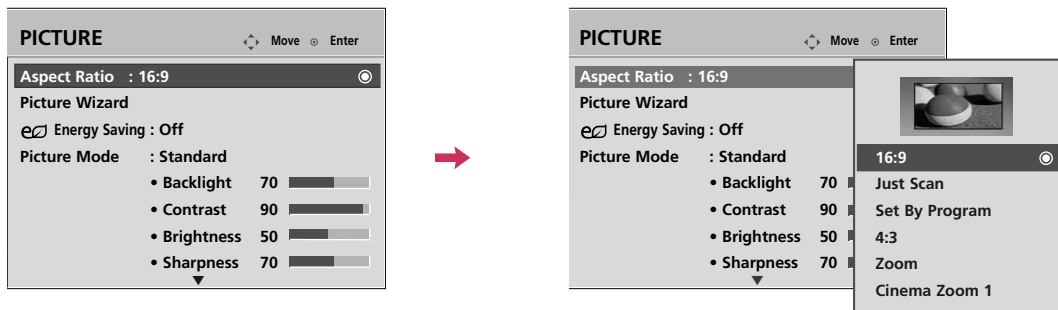 PICTURE Move Enter
Aspect Ratio : 16:9
Picture Wizard
Energy Saving : Off
Picture Mode : Standard
• Backlight 70
• Contrast 90
• Brightness 50
• Sharpness 70
PICTURE Move Enter
Aspect Ratio : 16:9
Picture Wizard
Energy Saving : Off
Picture Mode : Standard
• Backlight 70
• Contrast 90
• Brightness 50
• Sharpness 70
16:9
Just Scan
Set By Program
4:3
Zoom
Cinema Zoom 1